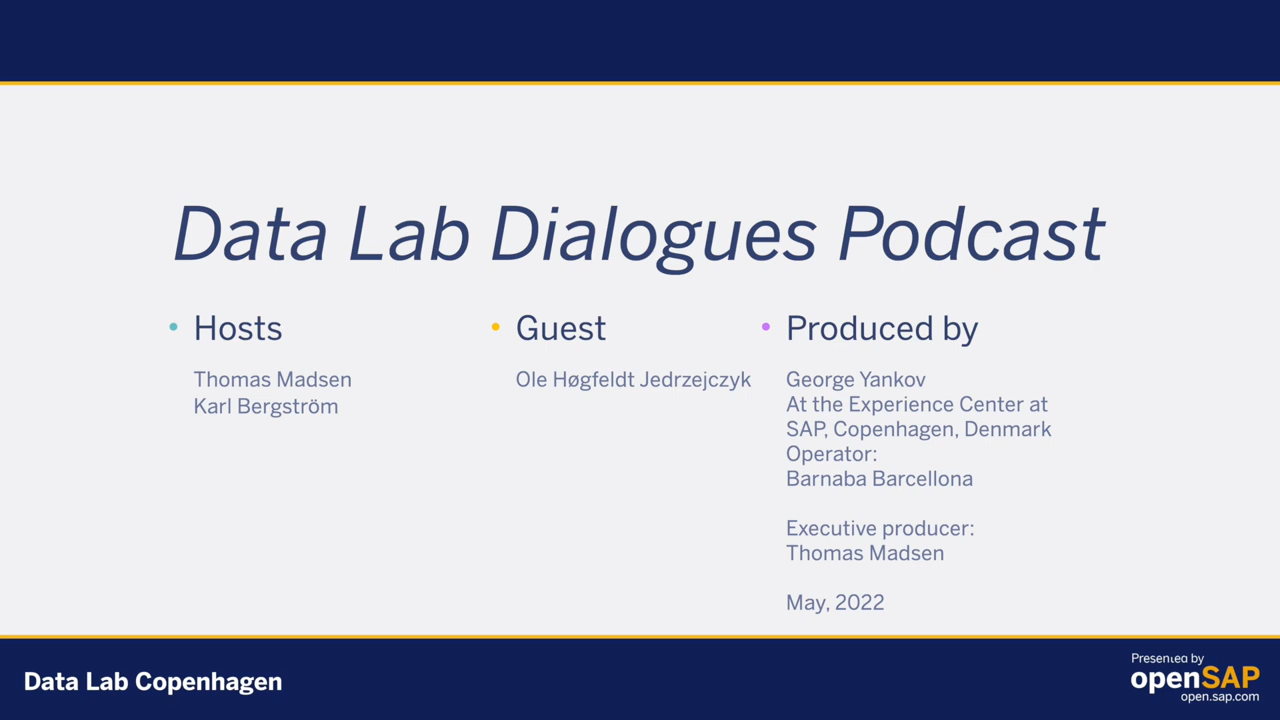 Data Lab Dialogues Podcast
• Hosts
Thomas Madsen
Karl Bergström
• Guest
Ole Høgfeldt Jedrzejczyk
• Produced by
George Yankov
At the Experience Center at
SAP, Copenhagen, Denmark
Operator:
Barnaba Barcellona
Executive producer:
Thomas Madsen
May, 2022
Data Lab Copenhagen
Presented by
openSAP
open.sap.com